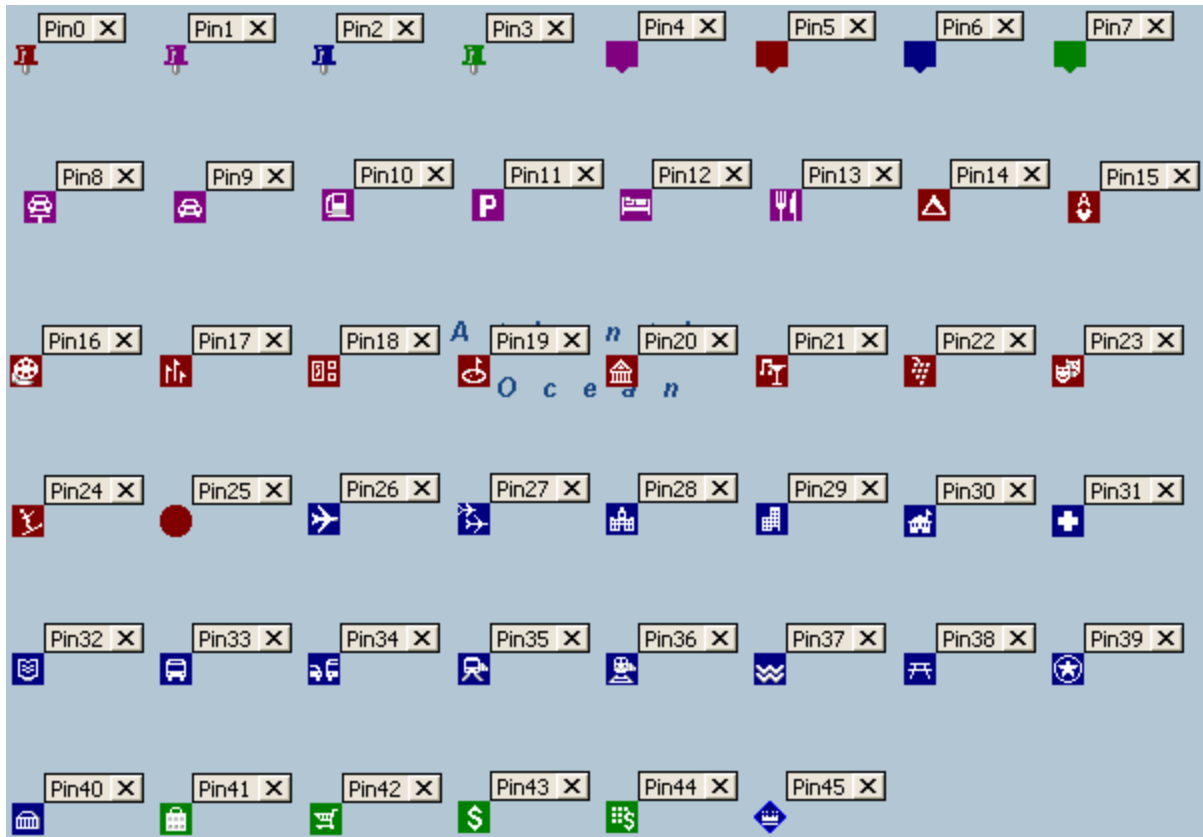 Pin0 Pin1 Pin2 Pin3 Pin4 Pin5 Pin6 Pin7
Pin8 Pin9 Pin10 Pin11 Pin12 Pin13 Pin14 Pin15
P A
Pin16 Pin17 Pin18 Pin19 Pin20 Pin21 Pin22 Pin23
Ocean
Pin24 Pin25 Pin26 Pin27 Pin28 Pin29 Pin30 Pin31
Pin32 Pin33 Pin34 Pin35 Pin36 Pin37 Pin38 Pin39
Pin40 Pin41 Pin42 Pin43 Pin44 Pin45
$ $